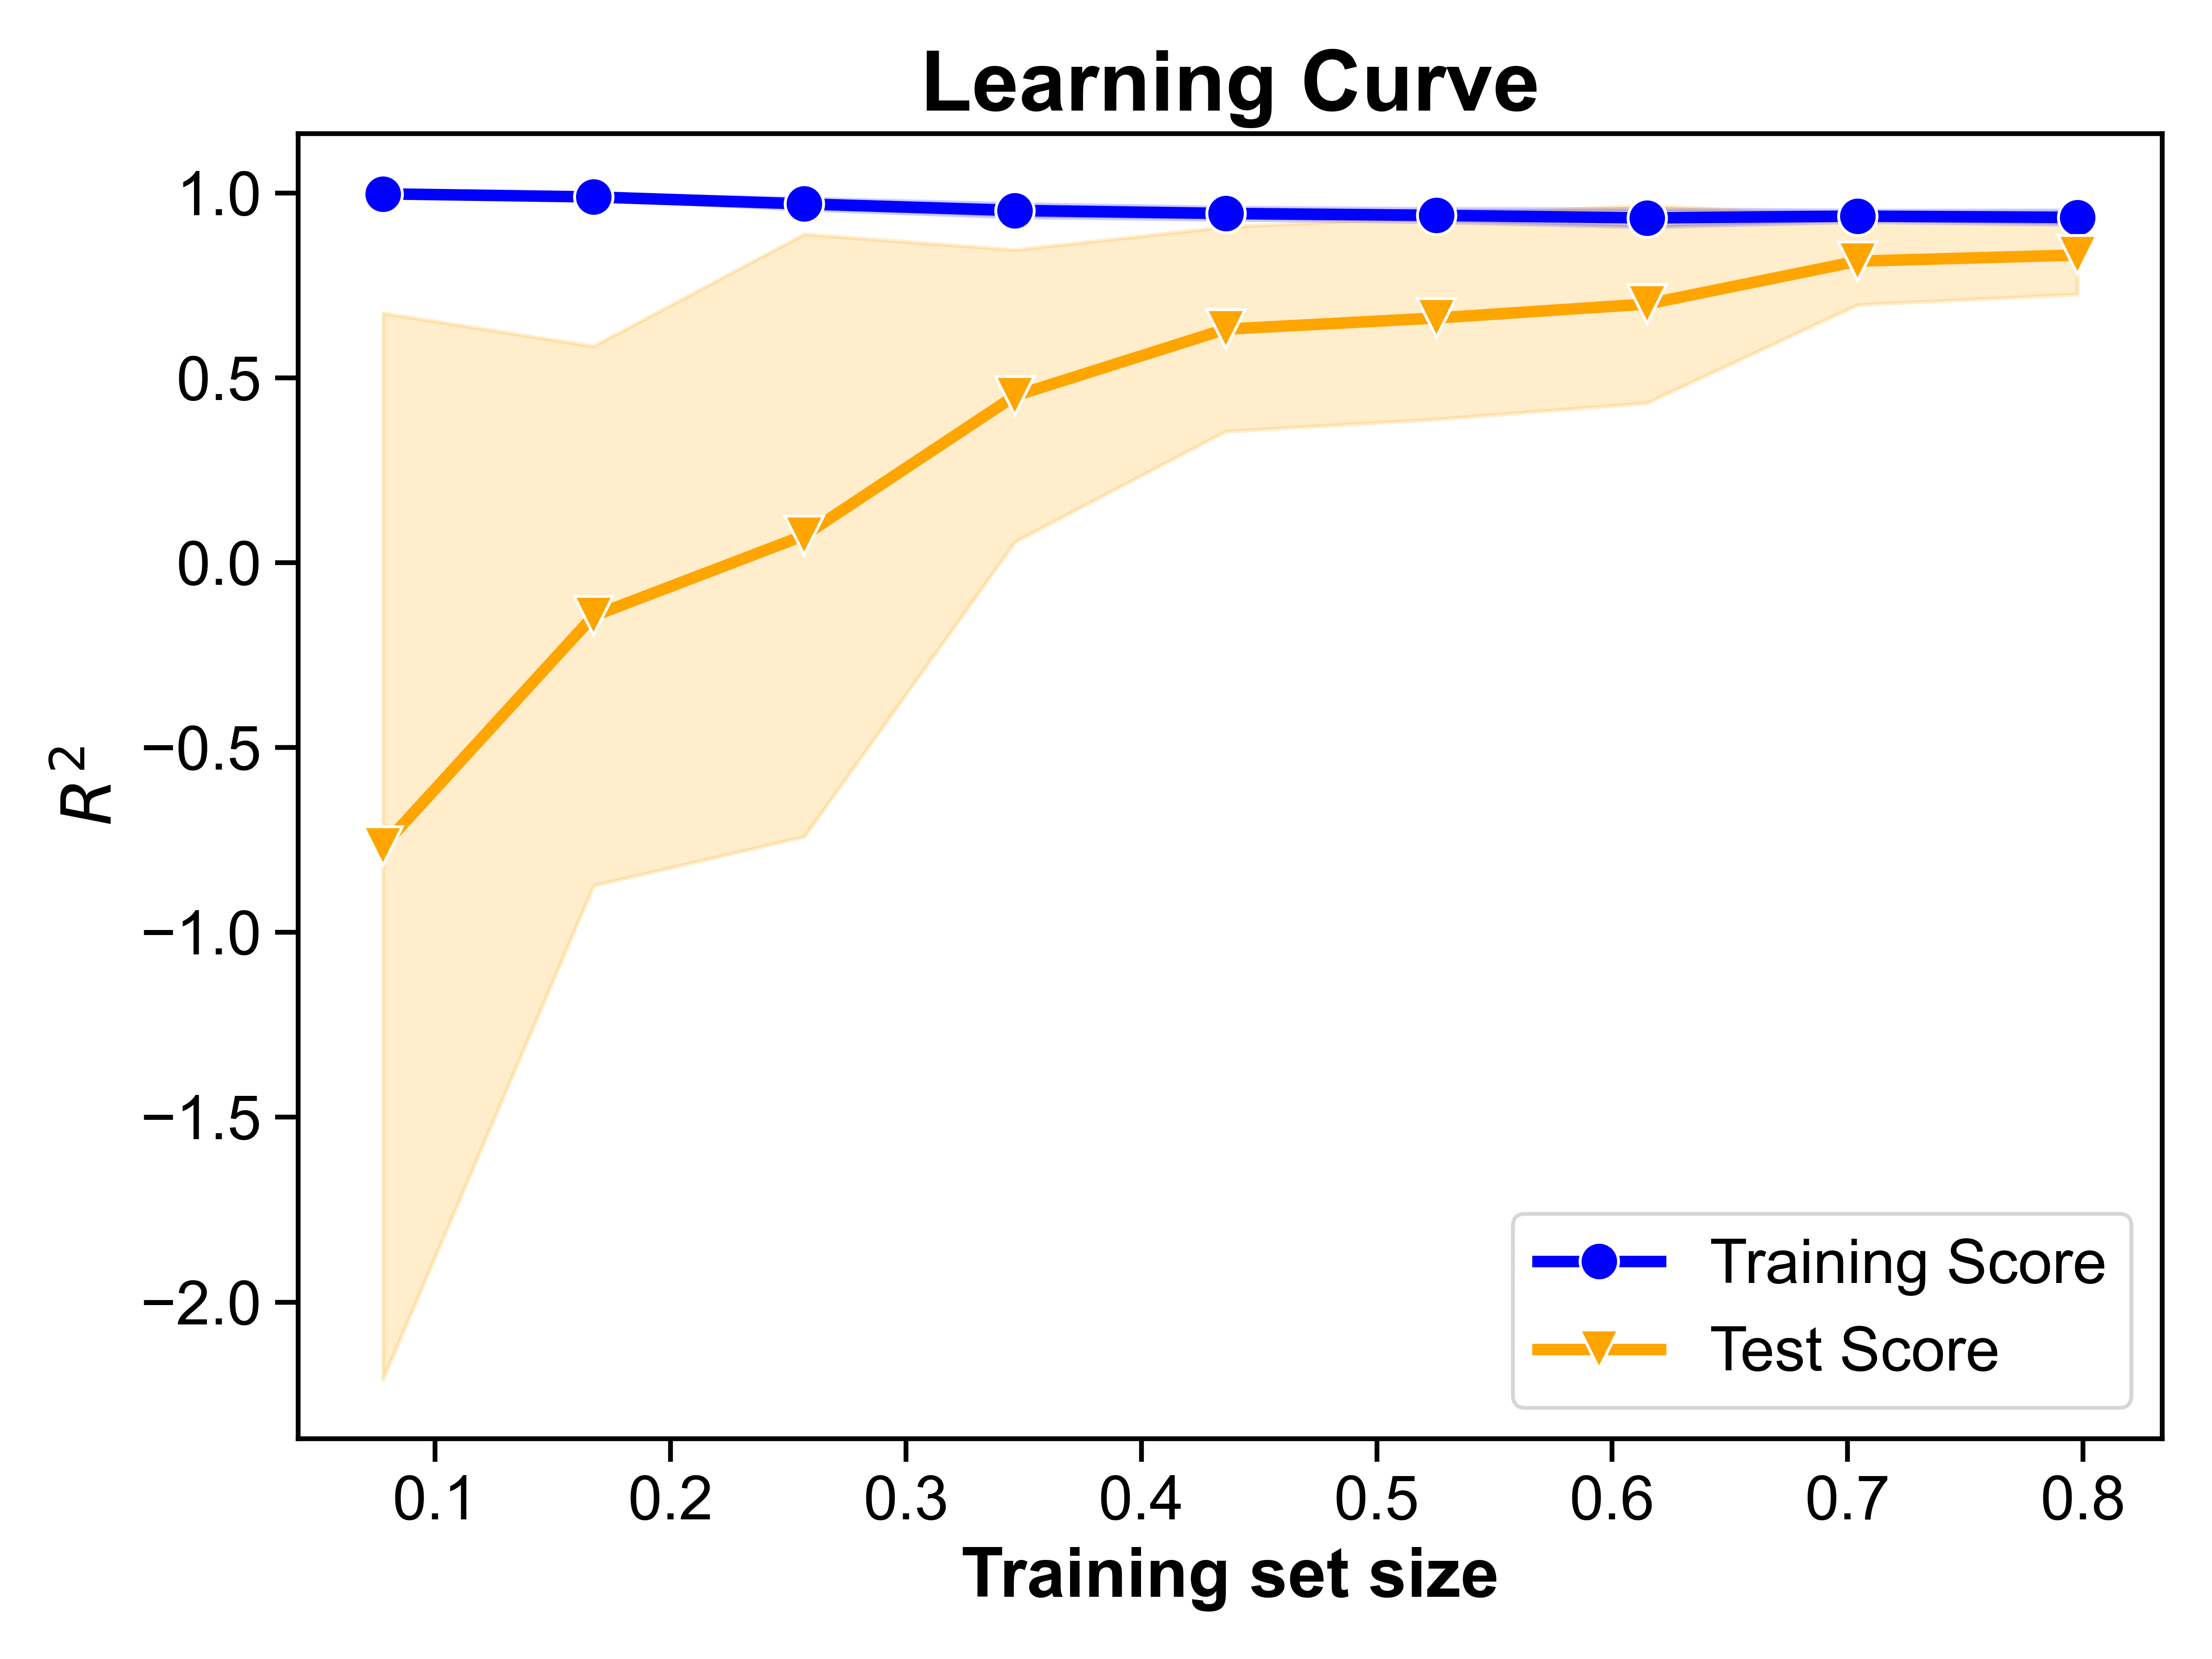 Learning Curve
1.0
0.5
0.0
−0.5
−1.0
−1.5
−2.0
R²
0.1 0.2 0.3 0.4 0.5 0.6 0.7 0.8
Training set size
Training Score
Test Score